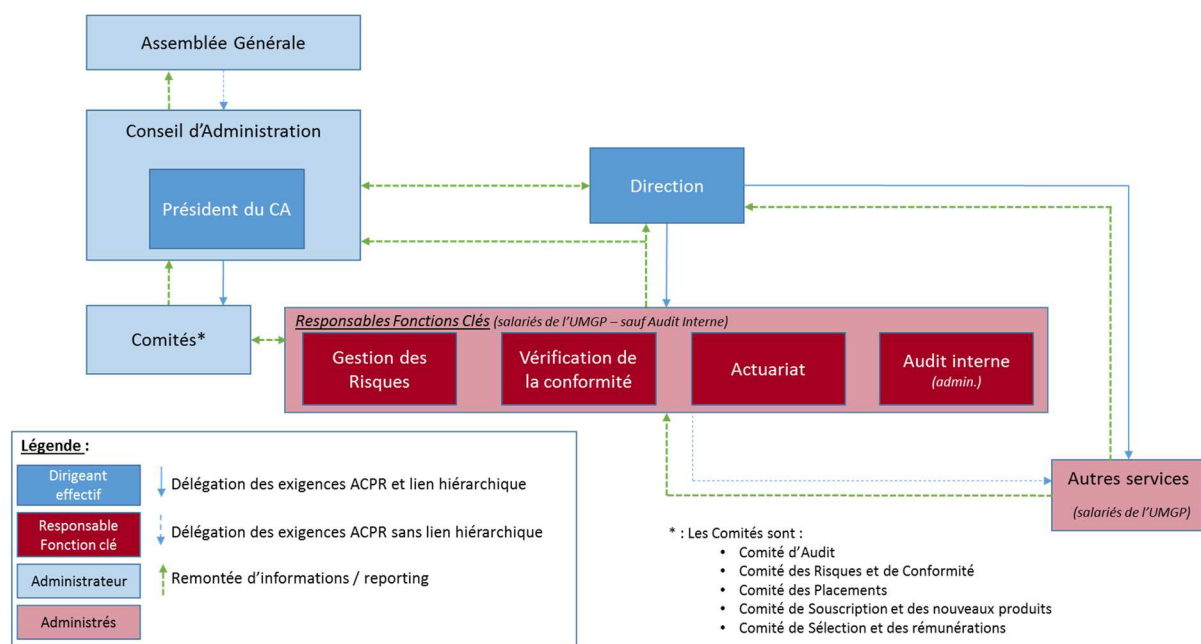 Assemblée Générale
Conseil d'Administration
Président du CA
Direction
Comités*
Responsables Fonctions Clés (salariés de l'UMGP – sauf Audit Interne)
Gestion des
Risques
Vérification de
la conformité
Actuariat
Audit interne
(admin.)
Autres services
(salariés de l'UMGP)
Légende :
Dirigeant
effectif
Délégation des exigences ACPR et lien hiérarchique
Responsable
Fonction clé
Délégation des exigences ACPR sans lien hiérarchique
Administrateur
Remontée d'informations / reporting
Administrés
* : Les Comités sont :
• Comité d'Audit
• Comité des Risques et de Conformité
• Comité des Placements
• Comité de Souscription et des nouveaux produits
• Comité de Sélection et des rémunérations